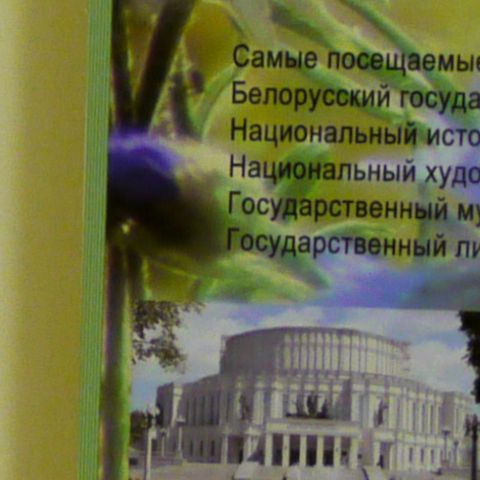 Самые посещаемые
Белорусский госуда
Национальный исто
Национальный худо
Государственный му
Государственный ли